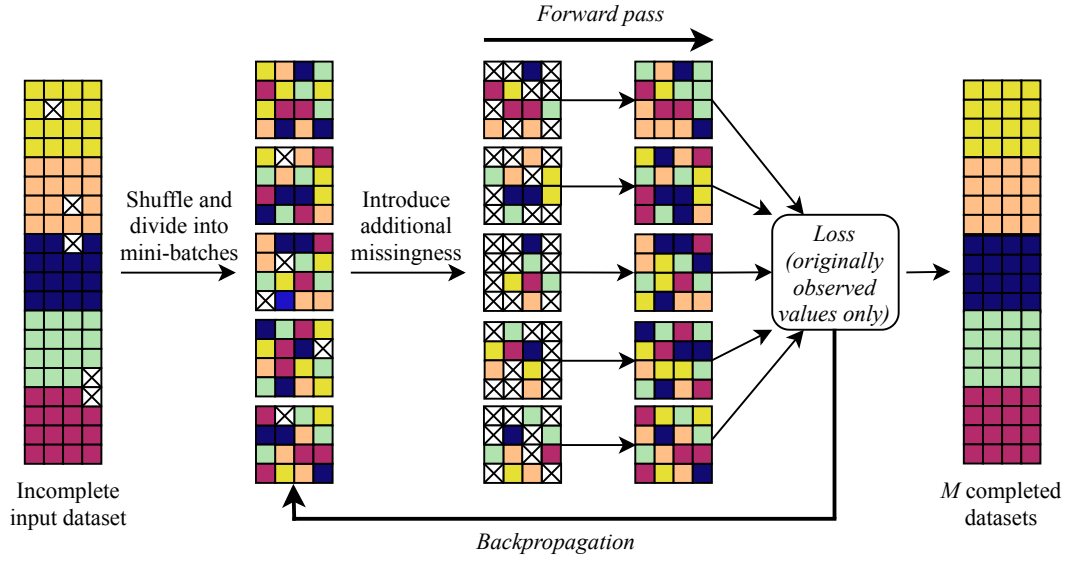 Forward pass
Shuffle and
divide into
mini-batches
Introduce
additional
missingness
Loss
(originally
observed
values only)
Incomplete
input dataset
M completed
datasets
Backpropagation